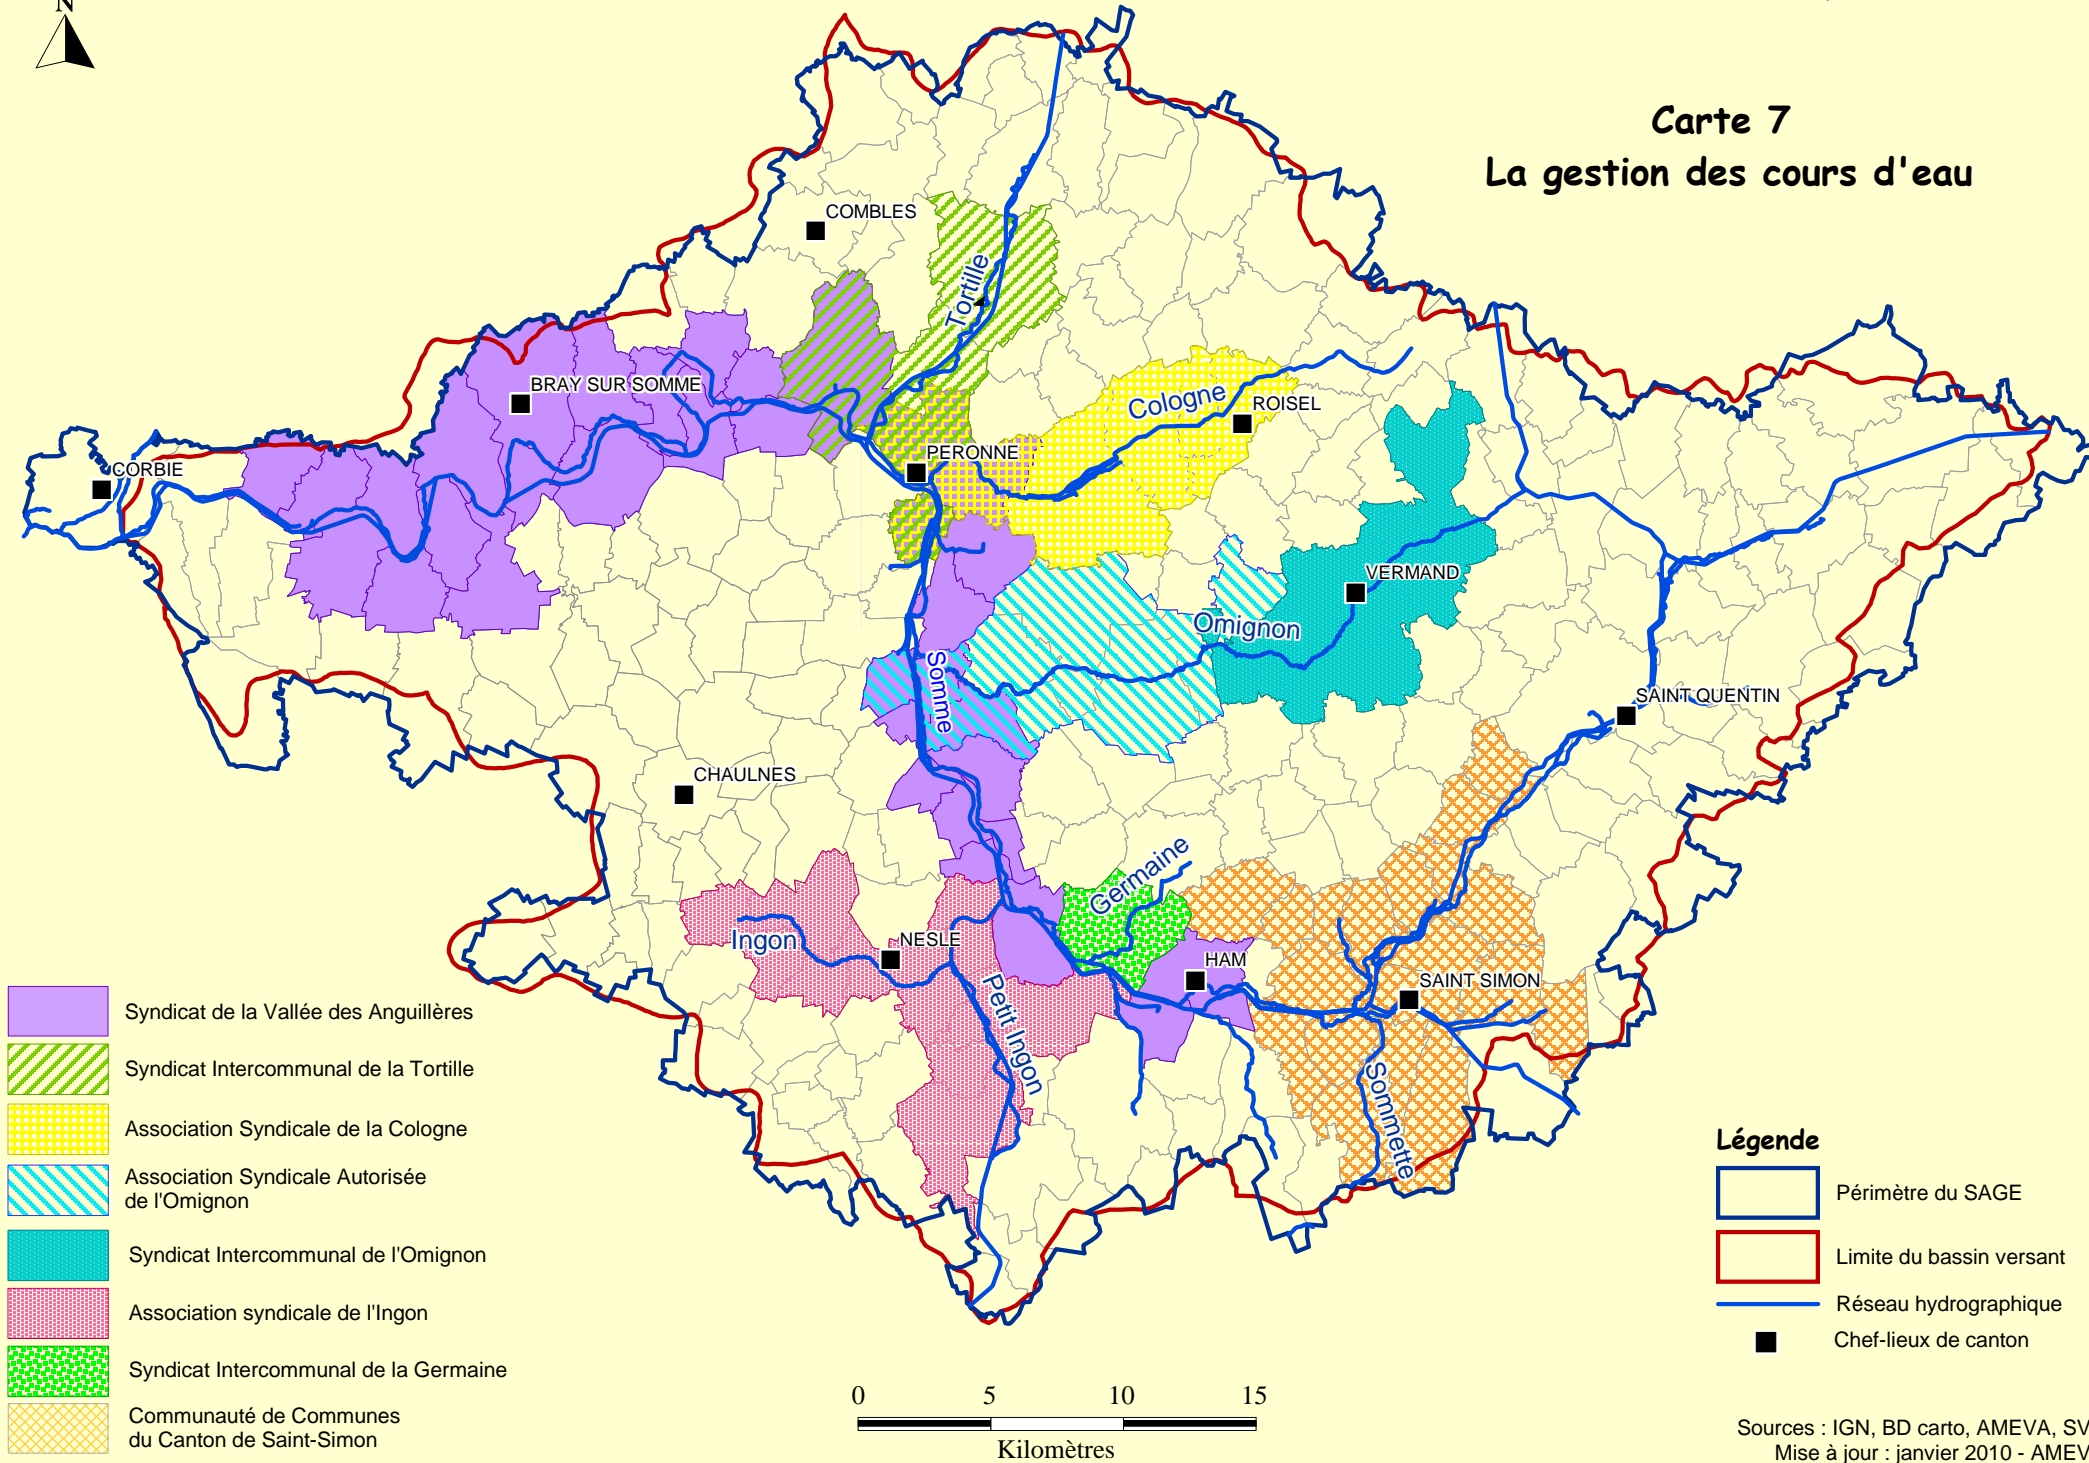 N
Carte 7
La gestion des cours d'eau
COMBLES
Tortille
BRAY SUR SOMME
Cologne
ROISEL
CORBIE
PERONNE
VERMAND
Omignon
Somme
SAINT QUENTIN
CHAULNES
Germaine
Ingon
NESLE
HAM
SAINT SIMON
Petit Ingon
Sommette
Syndicat de la Vallée des Anguillères
Syndicat Intercommunal de la Tortille
Association Syndicale de la Cologne
Association Syndicale Autorisée
de l'Omignon
Syndicat Intercommunal de l'Omignon
Association syndicale de l'Ingon
Syndicat Intercommunal de la Germaine
Communauté de Communes
du Canton de Saint-Simon
0 5 10 15
Kilomètres
Légende
Périmètre du SAGE
Limite du bassin versant
Réseau hydrographique
Chef-lieux de canton
Sources : IGN, BD carto, AMEVA, SV
Mise à jour : janvier 2010 - AMEV